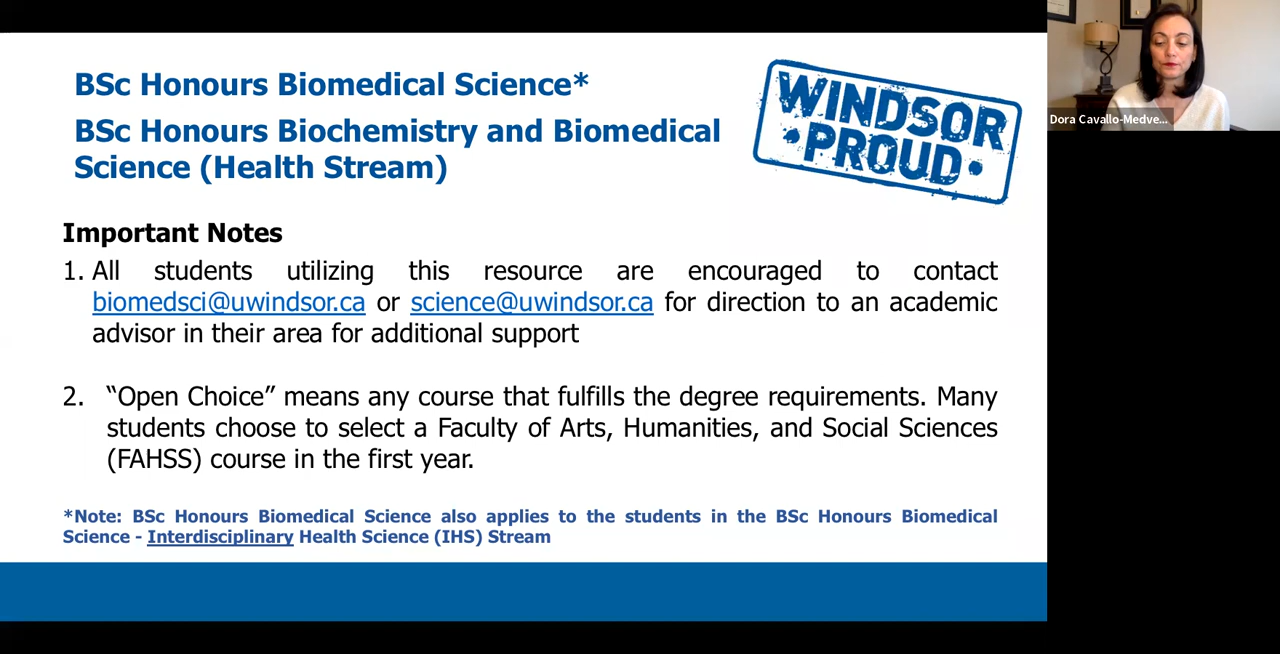 BSc Honours Biomedical Science*
BSc Honours Biochemistry and Biomedical
Science (Health Stream)
WINDSOR
PROUD
Dora Cavallo-Medve...
Important Notes
1. All students utilizing this resource are encouraged to contact
biomedsci@uwindsor.ca or science@uwindsor.ca for direction to an academic
advisor in their area for additional support
2. “Open Choice” means any course that fulfills the degree requirements. Many
students choose to select a Faculty of Arts, Humanities, and Social Sciences
(FAHSS) course in the first year.
*Note: BSc Honours Biomedical Science also applies to the students in the BSc Honours Biomedical
Science - Interdisciplinary Health Science (IHS) Stream